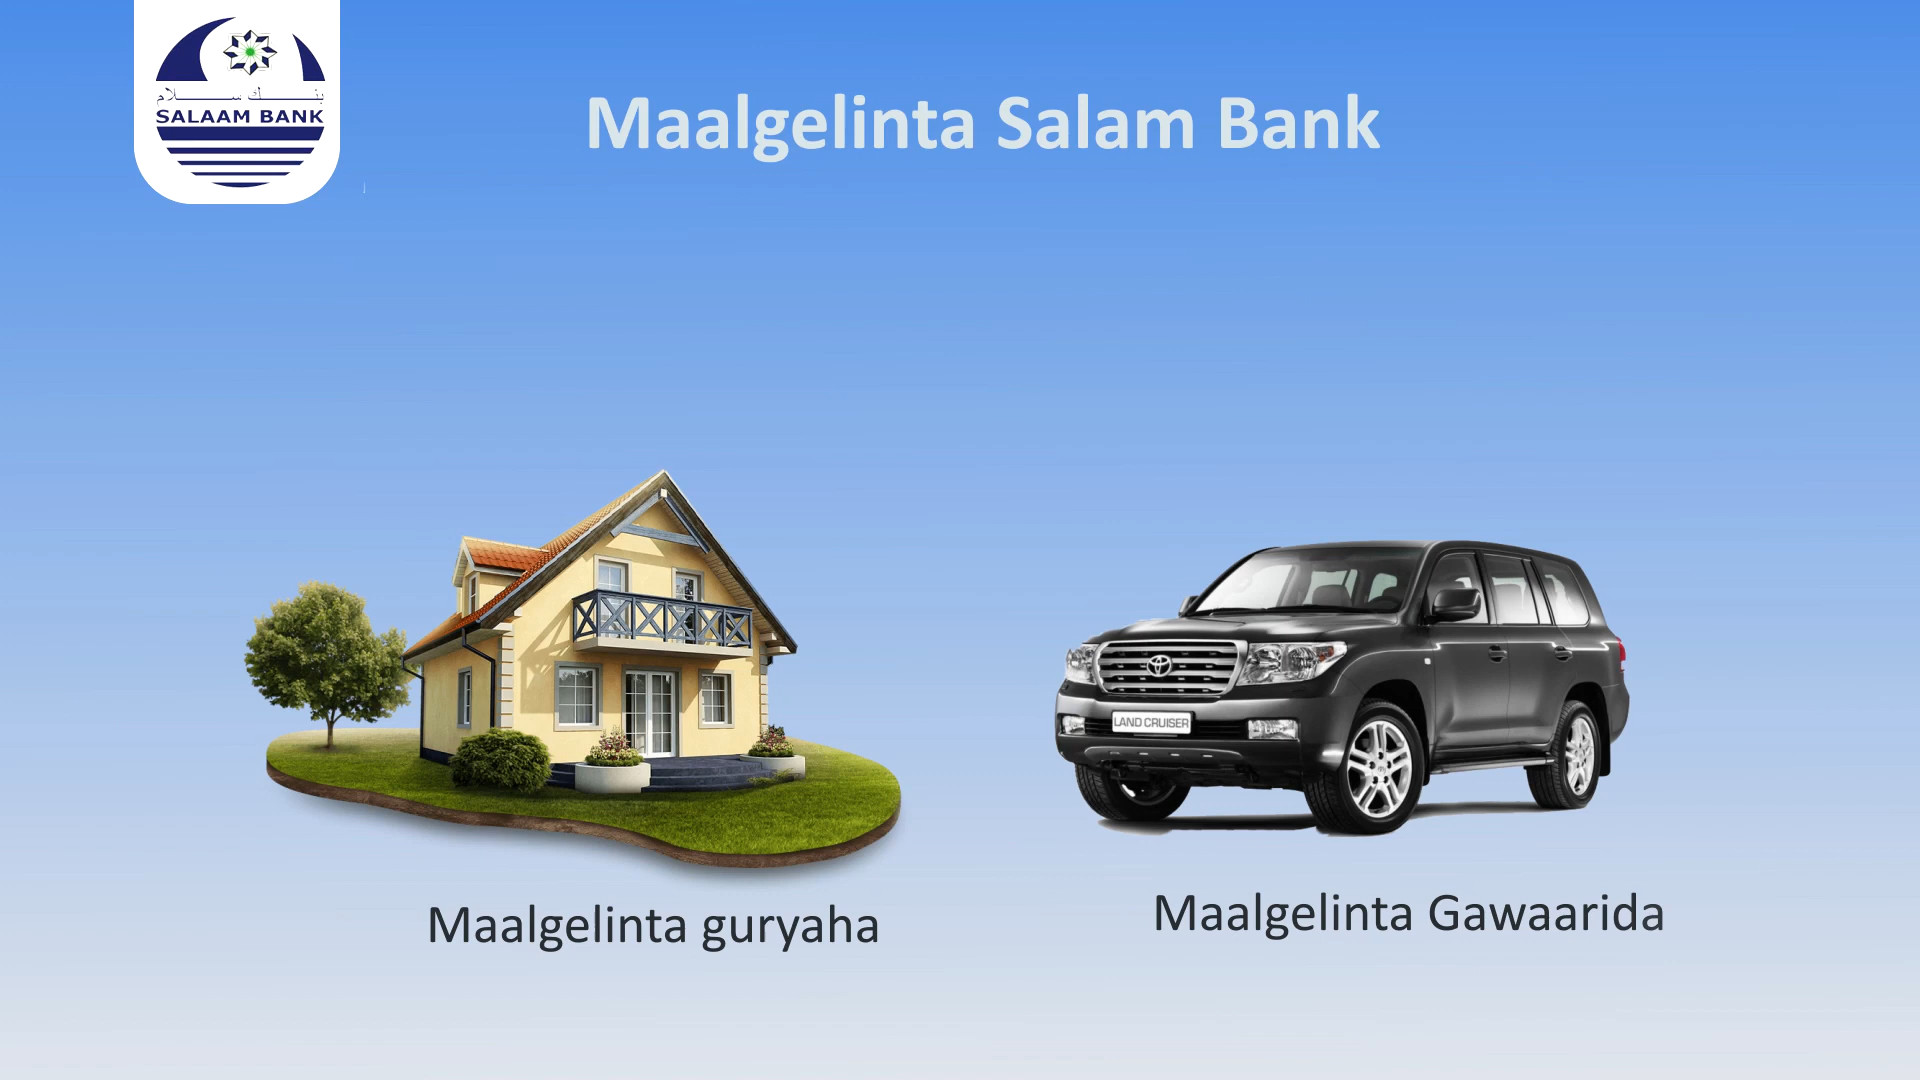 بنك سلام
SALAAM BANK
Maalgelinta Salam Bank
LAND CRUISER
Maalgelinta guryaha
Maalgelinta Gawaarida